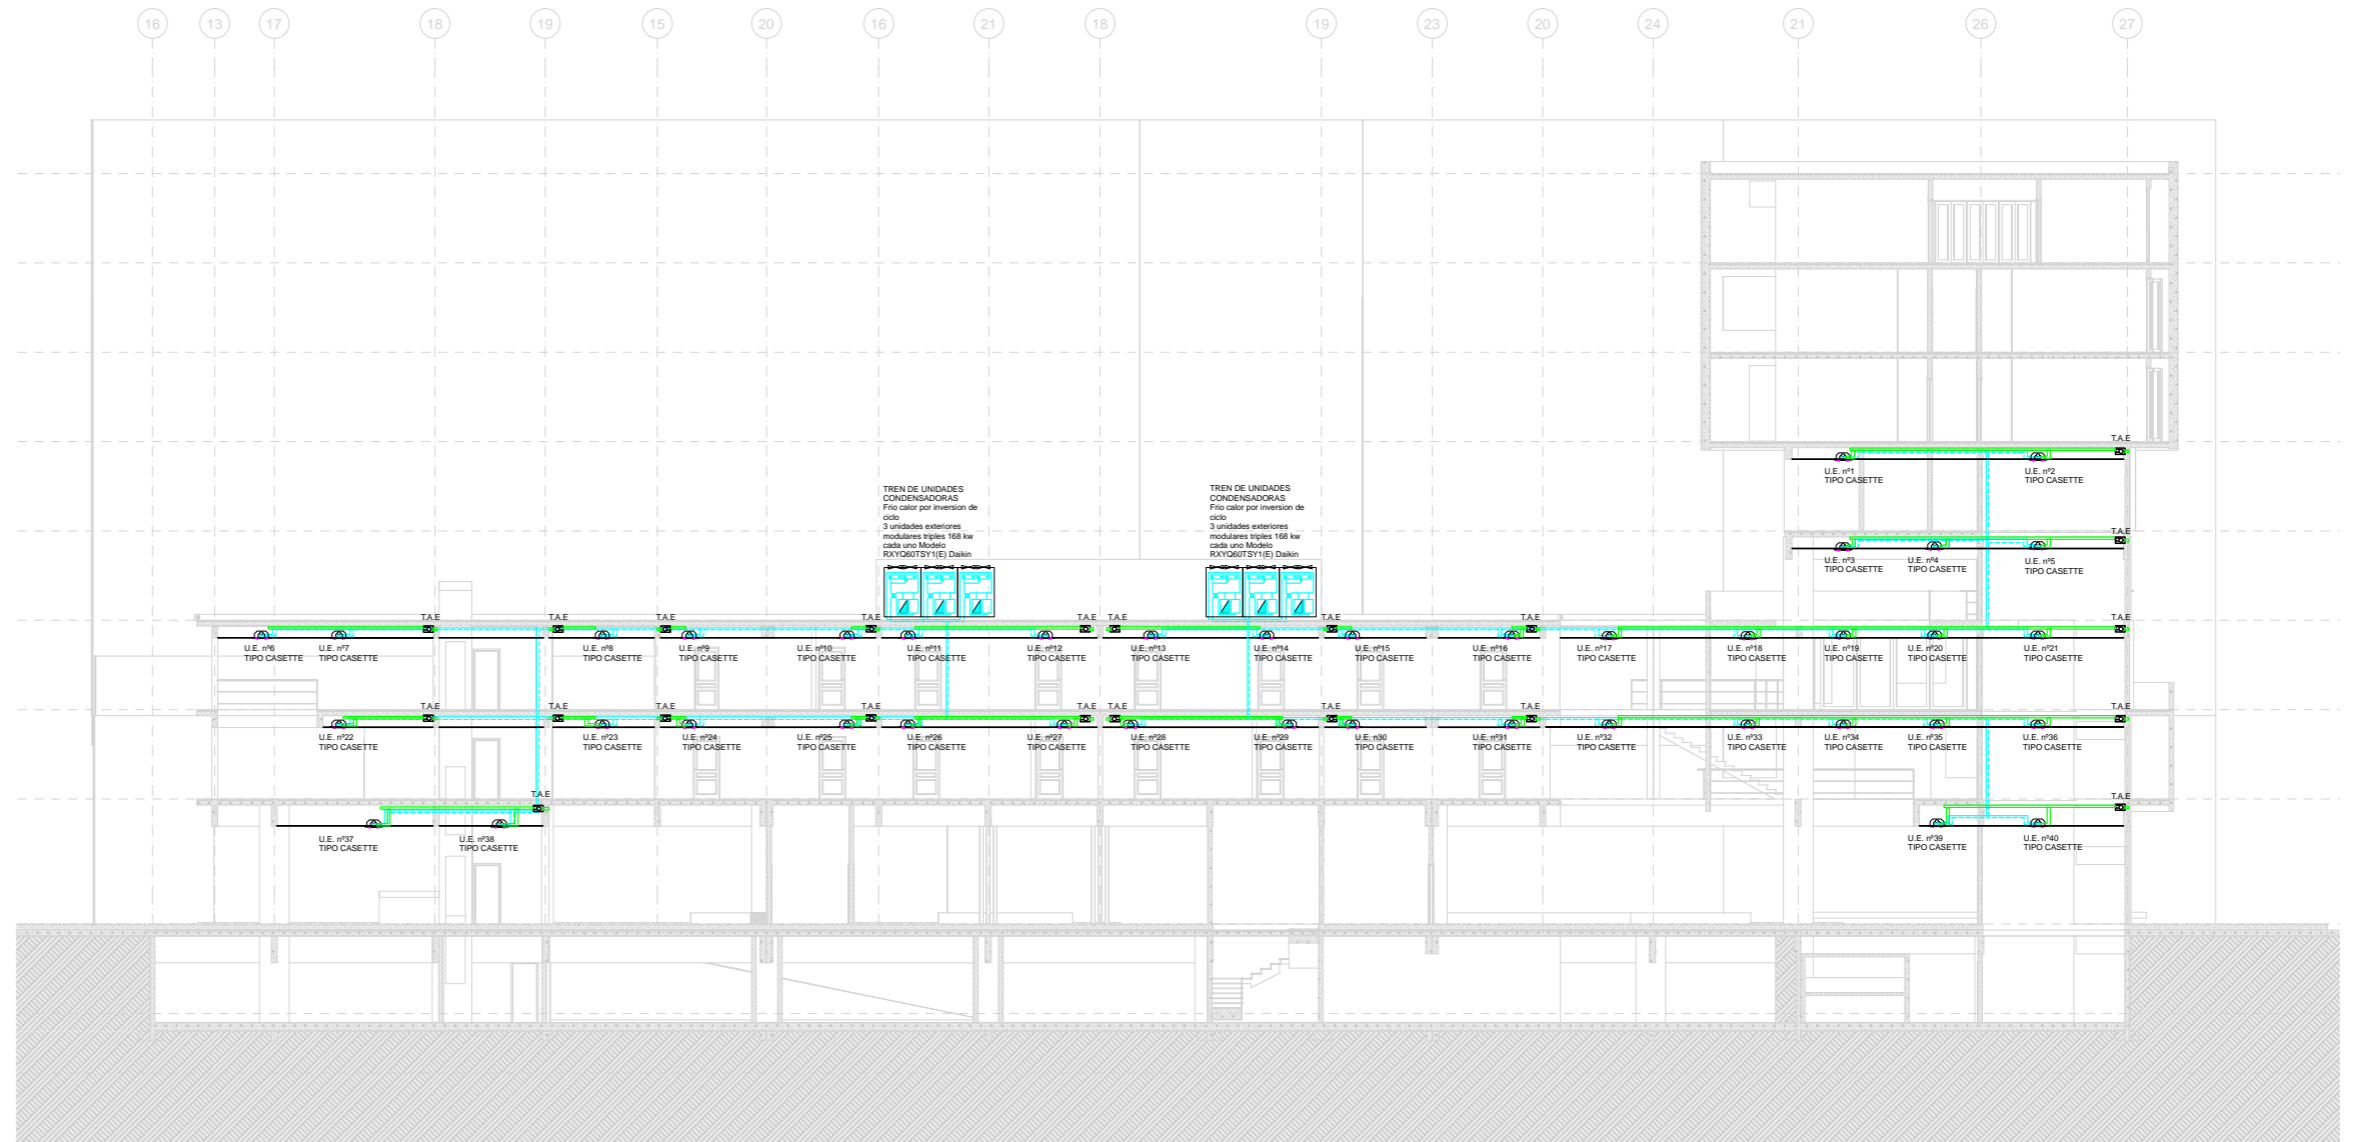 16 13 17 18 19 15 20 16 21 18 19 23 20 24 21 26 27
T.A.E
U.E. nº1 U.E. nº2
TIPO CASETTE TIPO CASETTE
TREN DE UNIDADES
CONDENSADORAS
Frio calor por inversion de
ciclo
3 unidades exteriores
modulares triples 168 kw
cada uno Modelo
RXYQ60TSY1(E) Daikin
TREN DE UNIDADES
CONDENSADORAS
Frio calor por inversion de
ciclo
3 unidades exteriores
modulares triples 168 kw
cada uno Modelo
RXYQ60TSY1(E) Daikin
T.A.E
U.E. nº3 U.E. nº4 U.E. nº5
TIPO CASETTE TIPO CASETTE TIPO CASETTE
T.A.E T.A.E T.A.E T.A.E T.A.E T.A.E T.A.E T.A.E T.A.E
U.E. nº6 U.E. nº7 U.E. nº8 U.E. nº9 U.E. nº10 U.E. nº11 U.E. nº12 U.E. nº13 U.E. nº14 U.E. nº15 U.E. nº16 U.E. nº17 U.E. nº18 U.E. nº19 U.E. nº20 U.E. nº21
TIPO CASETTE TIPO CASETTE TIPO CASETTE TIPO CASETTE TIPO CASETTE TIPO CASETTE TIPO CASETTE TIPO CASETTE TIPO CASETTE TIPO CASETTE TIPO CASETTE TIPO CASETTE TIPO CASETTE TIPO CASETTE TIPO CASETTE TIPO CASETTE
T.A.E T.A.E T.A.E T.A.E T.A.E T.A.E T.A.E T.A.E T.A.E
U.E. nº22 U.E. nº23 U.E. nº24 U.E. nº25 U.E. nº26 U.E. nº27 U.E. nº28 U.E. nº29 U.E. nº30 U.E. nº31 U.E. nº32 U.E. nº33 U.E. nº34 U.E. nº35 U.E. nº36
TIPO CASETTE TIPO CASETTE TIPO CASETTE TIPO CASETTE TIPO CASETTE TIPO CASETTE TIPO CASETTE TIPO CASETTE TIPO CASETTE TIPO CASETTE TIPO CASETTE TIPO CASETTE TIPO CASETTE TIPO CASETTE TIPO CASETTE
T.A.E T.A.E
U.E. nº37 U.E. nº38 U.E. nº39 U.E. nº40
TIPO CASETTE TIPO CASETTE TIPO CASETTE TIPO CASETTE